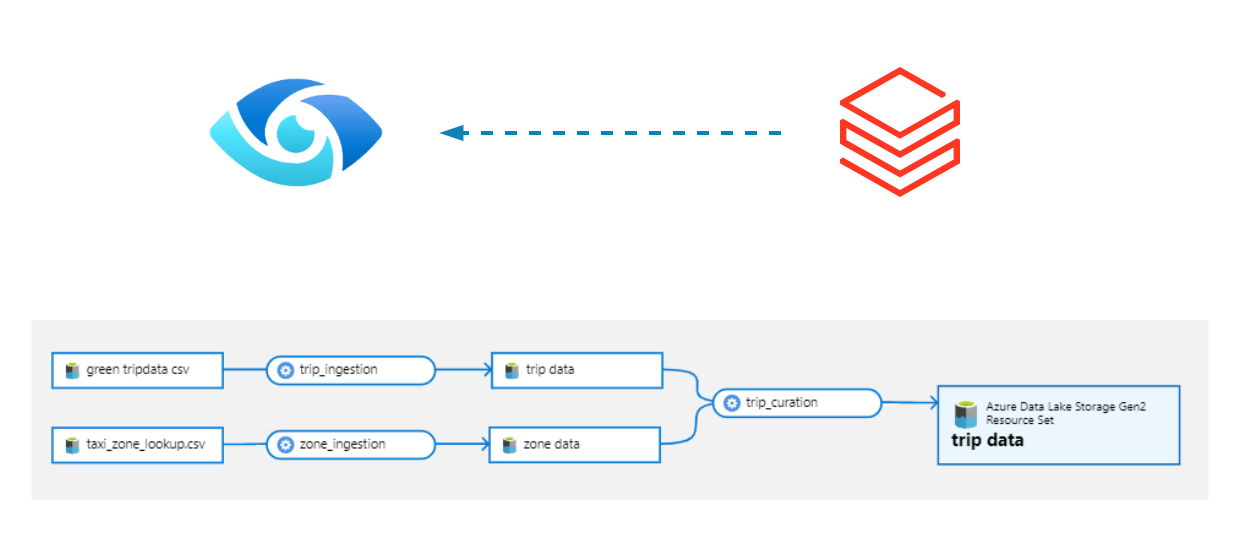 green tripdata csv
trip_ingestion
trip data
taxi_zone_lookup.csv
zone_ingestion
zone data
trip_curation
Azure Data Lake Storage Gen2
Resource Set
trip data